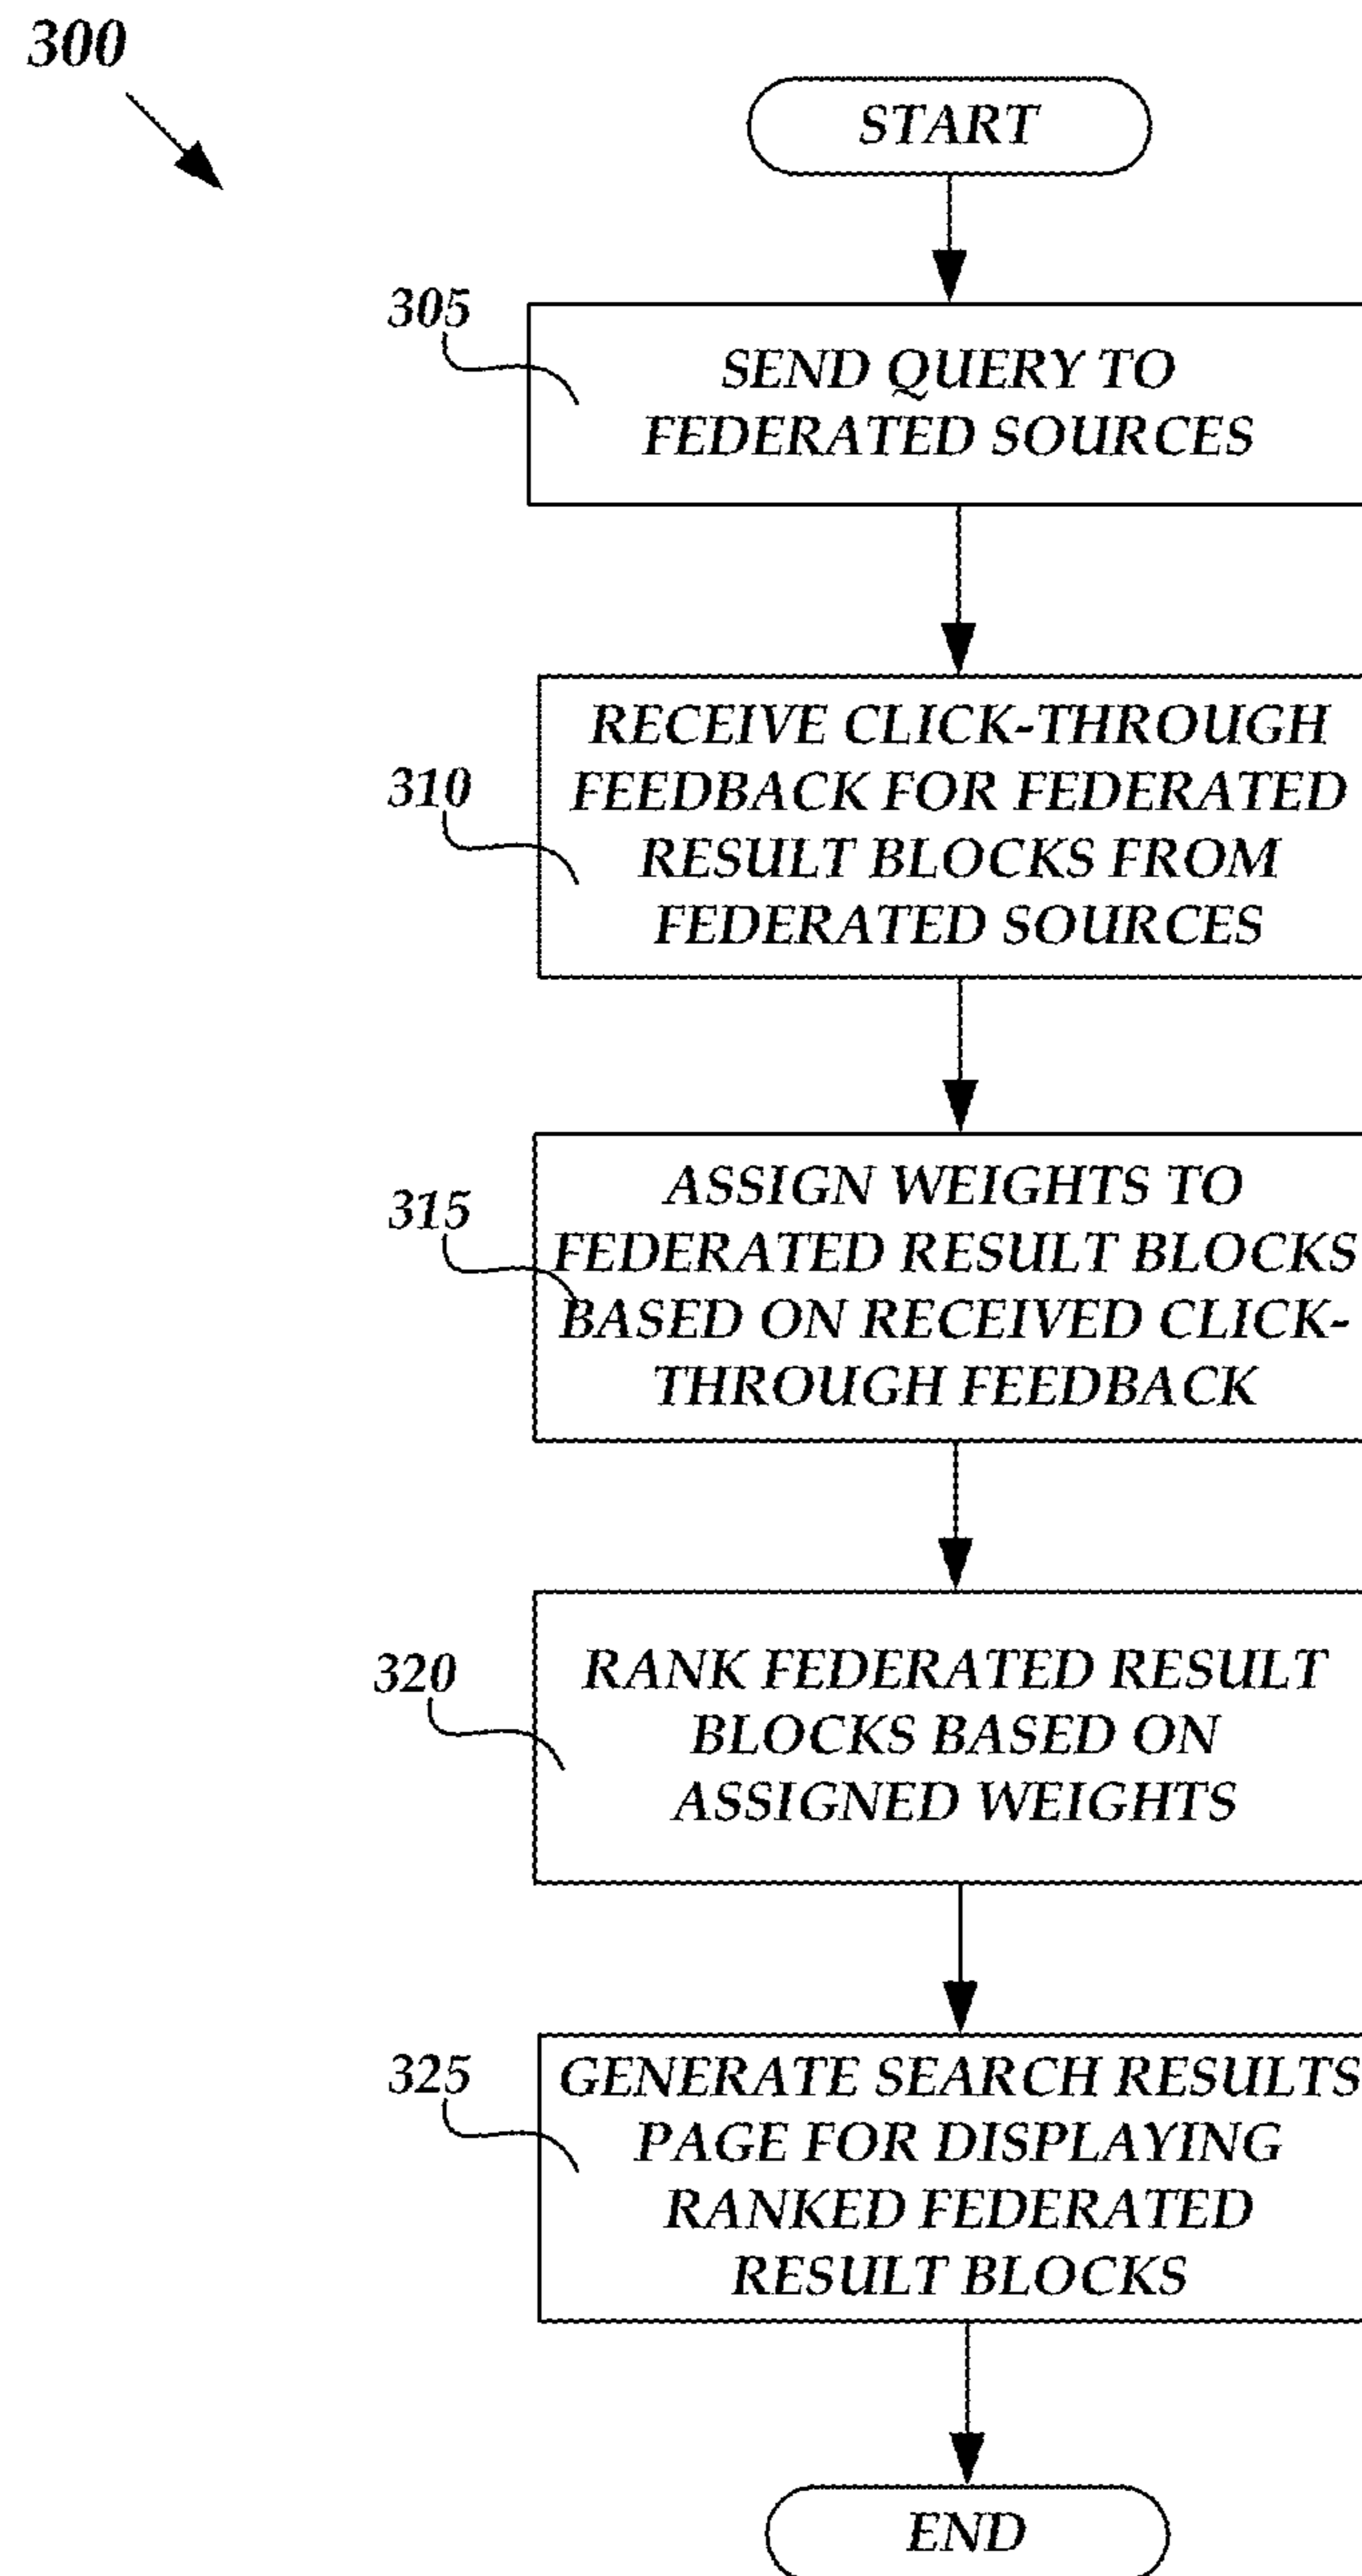 300
START
305
SEND QUERY TO
FEDERATED SOURCES
310
RECEIVE CLICK-THROUGH
FEEDBACK FOR FEDERATED
RESULT BLOCKS FROM
FEDERATED SOURCES
315
ASSIGN WEIGHTS TO
FEDERATED RESULT BLOCKS
BASED ON RECEIVED CLICK-
THROUGH FEEDBACK
320
RANK FEDERATED RESULT
BLOCKS BASED ON
ASSIGNED WEIGHTS
325
GENERATE SEARCH RESULTS
PAGE FOR DISPLAYING
RANKED FEDERATED
RESULT BLOCKS
END